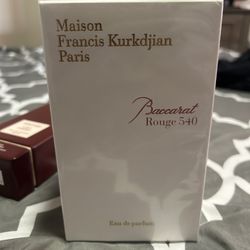 Maison
Francis Kurkdjian
Paris
Baccarat
Rouge 540
Eau de parfum